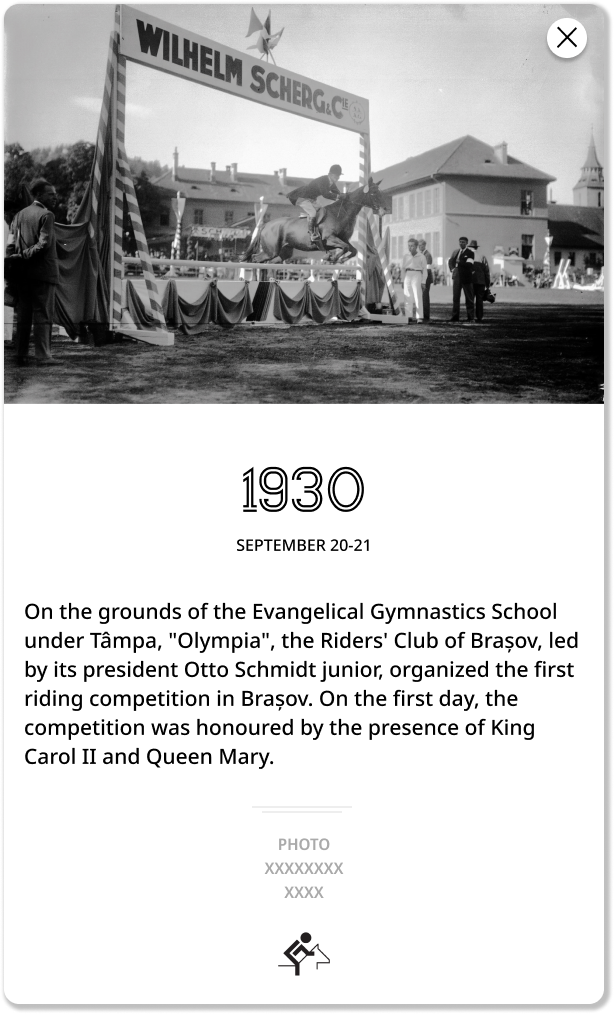 WILHELM SCHERG & CIE
1930
SEPTEMBER 20-21
On the grounds of the Evangelical Gymnastics School
under Tâmpa, "Olympia", the Riders' Club of Brașov, led
by its president Otto Schmidt junior, organized the first
riding competition in Brașov. On the first day, the
competition was honoured by the presence of King
Carol II and Queen Mary.
PHOTO
XXXXXXXX
XXXX